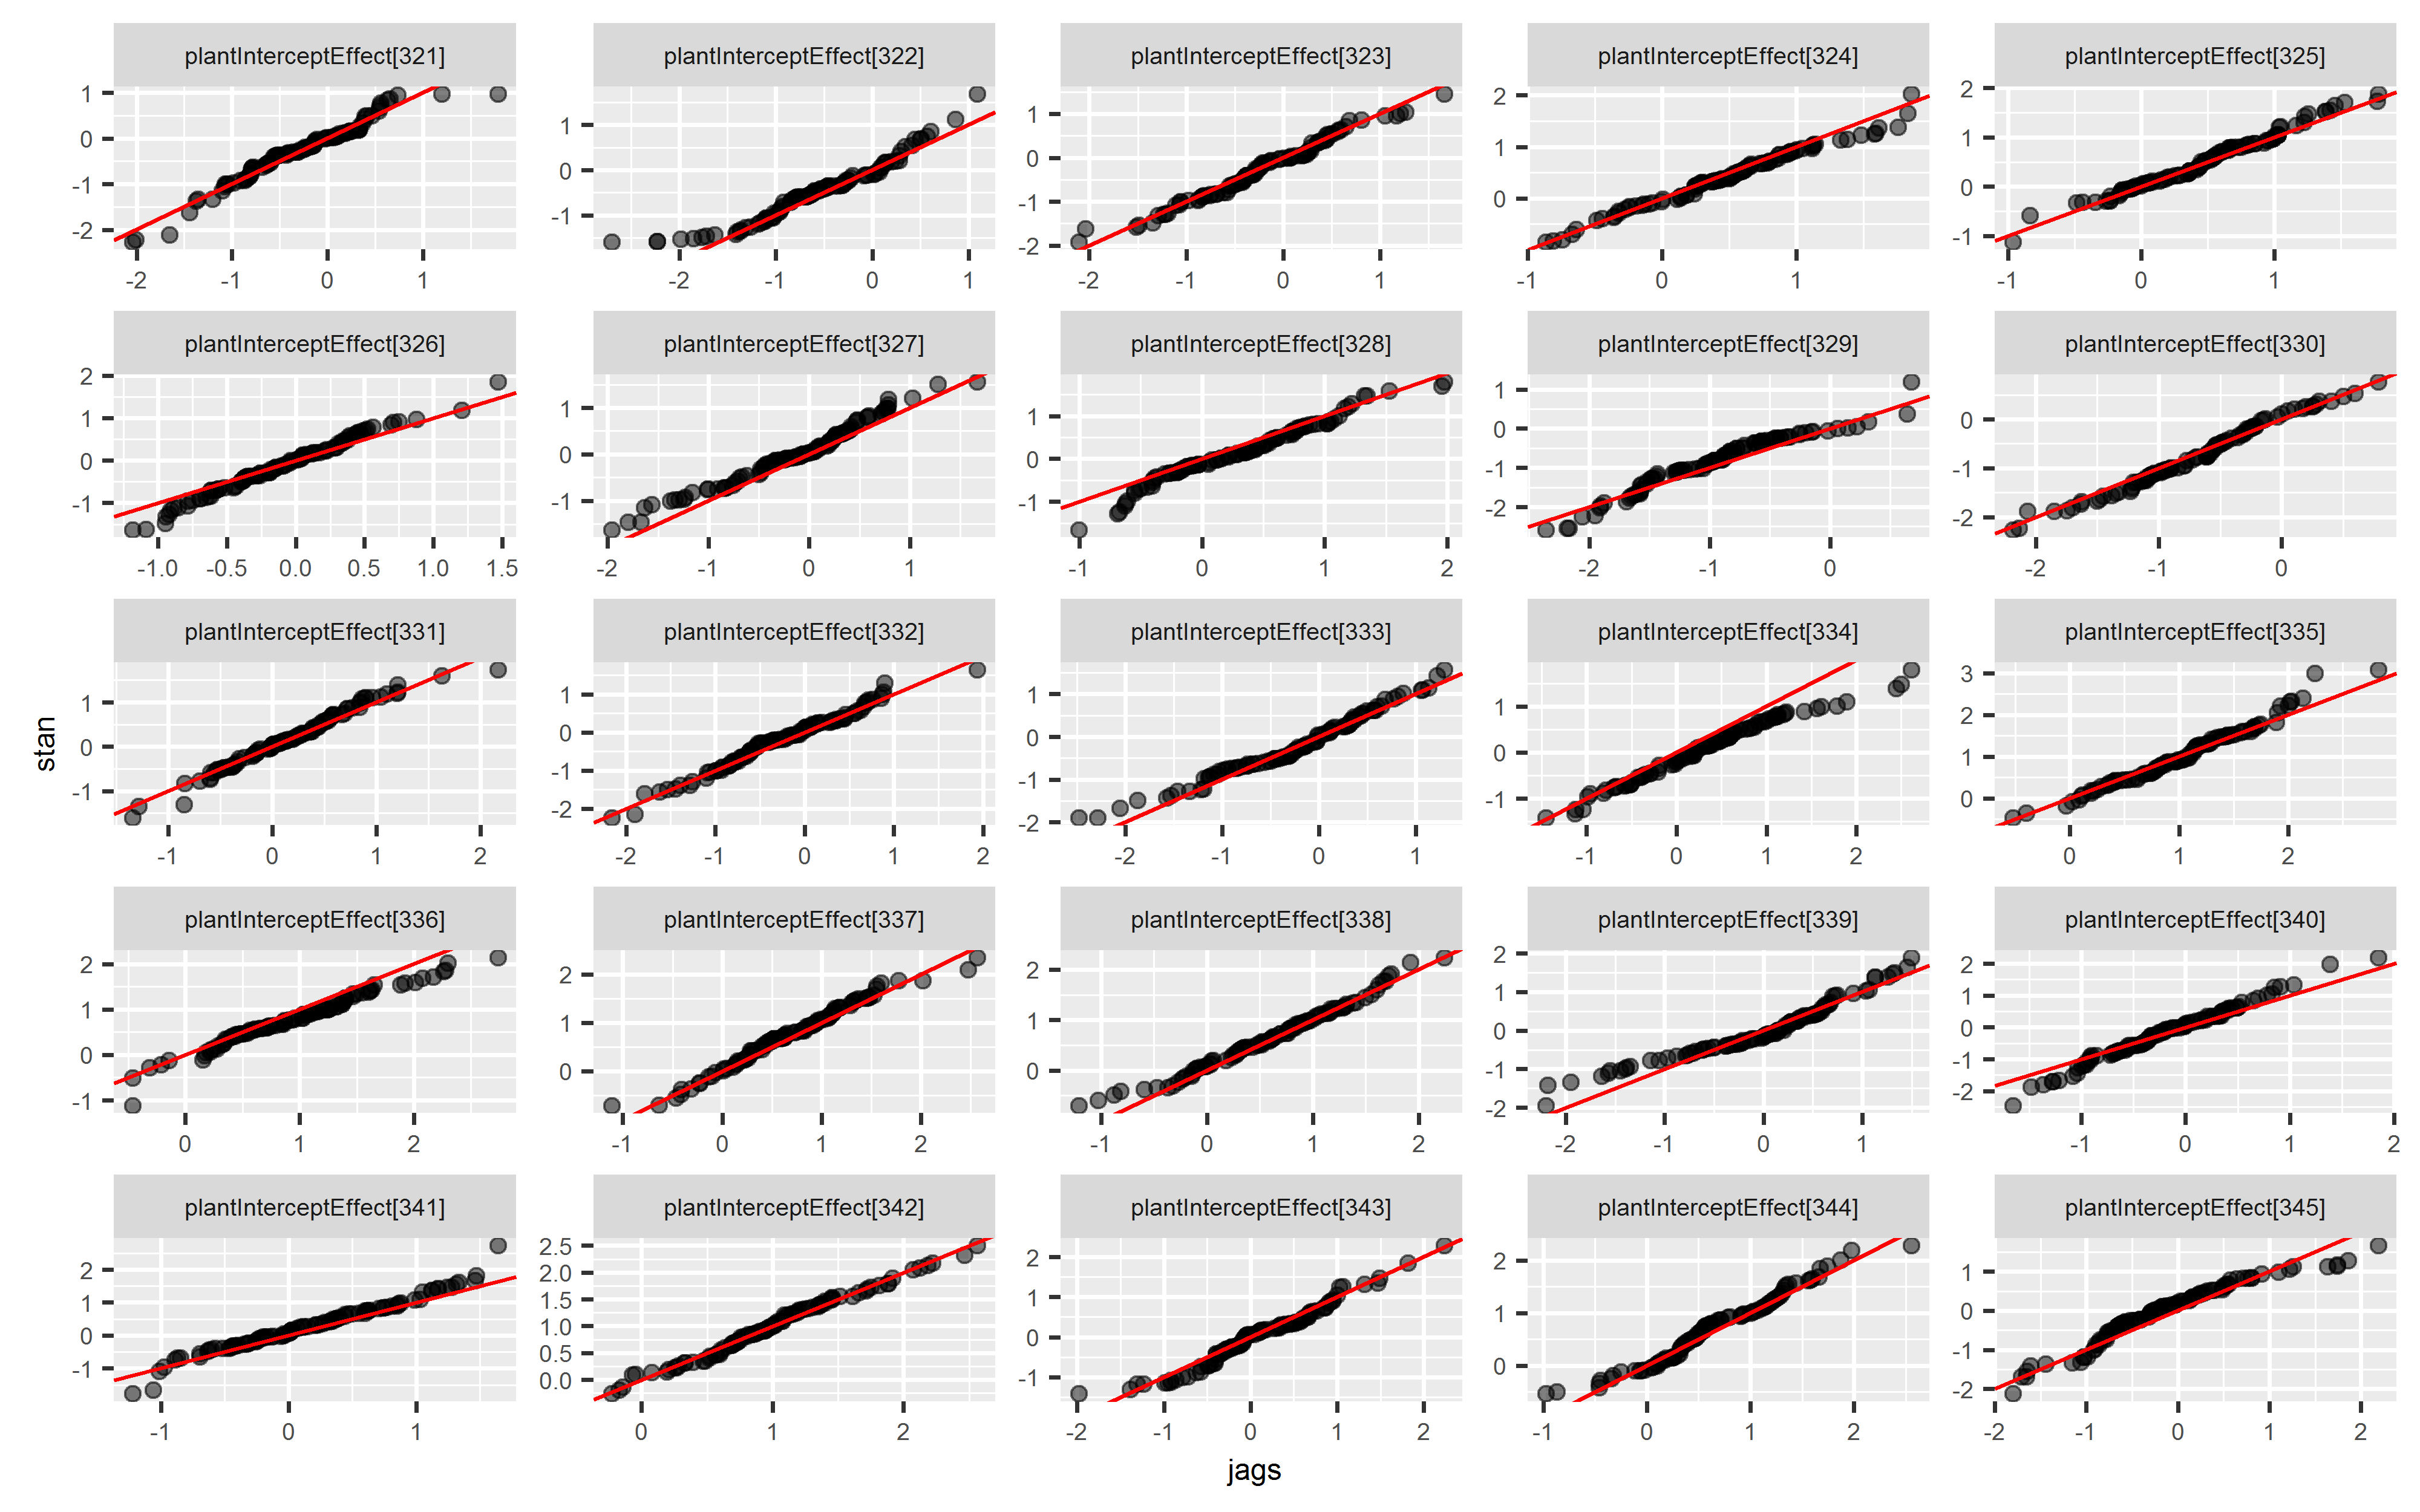 plantInterceptEffect[321] plantInterceptEffect[322] plantInterceptEffect[323] plantInterceptEffect[324] plantInterceptEffect[325]
1 0 -1 -2 1 0 -1 1 0 -1 -2 2 1 0 2 1 0 -1
-2 -1 0 1 -2 -1 0 1 -2 -1 0 1 -1 0 1 -1 0 1
plantInterceptEffect[326] plantInterceptEffect[327] plantInterceptEffect[328] plantInterceptEffect[329] plantInterceptEffect[330]
2 1 0 -1 1 0 -1 1 0 -1 1 0 -1 -2 0 -1 -2
-1.0 -0.5 0.0 0.5 1.0 1.5 -2 -1 0 1 -1 0 1 2 -2 -1 0 -2 -1 0
plantInterceptEffect[331] plantInterceptEffect[332] plantInterceptEffect[333] plantInterceptEffect[334] plantInterceptEffect[335]
1 0 -1 1 0 -1 -2 1 0 -1 -2 1 0 -1 3 2 1 0
-1 0 1 2 -2 -1 0 1 2 -2 -1 0 1 -1 0 1 2 0 1 2
plantInterceptEffect[336] plantInterceptEffect[337] plantInterceptEffect[338] plantInterceptEffect[339] plantInterceptEffect[340]
2 1 0 -1 2 1 0 2 1 0 2 1 0 -1 -2 2 1 0 -1 -2
0 1 2 -1 0 1 2 -1 0 1 2 -2 -1 0 1 -1 0 1 2
plantInterceptEffect[341] plantInterceptEffect[342] plantInterceptEffect[343] plantInterceptEffect[344] plantInterceptEffect[345]
2 1 0 -1 2.5 2.0 1.5 1.0 0.5 0.0 2 1 0 -1 2 1 0 1 0 -1 -2
-1 0 1 0 1 2 -2 -1 0 1 2 -1 0 1 2 -2 -1 0 1 2
stan
jags